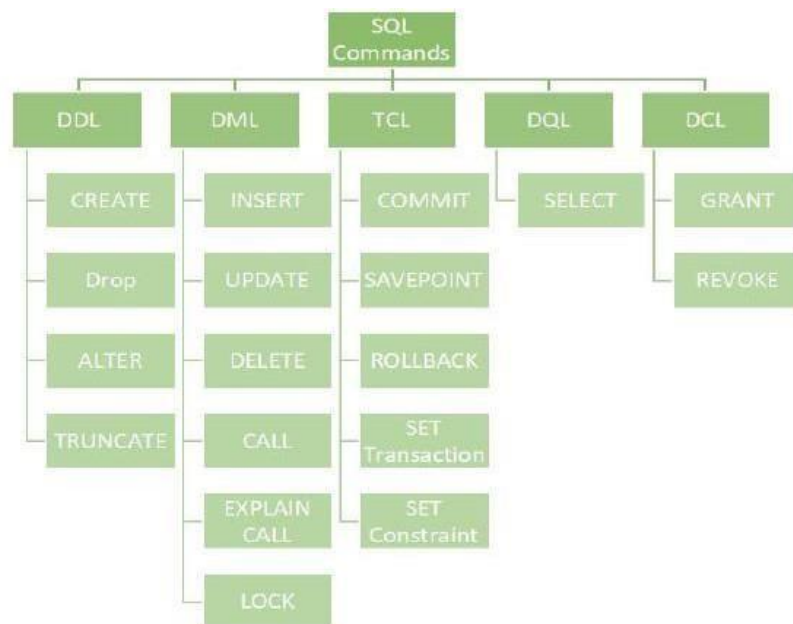 SQL
Commands
DDL
DML
TCL
DQL
DCL
CREATE
INSERT
COMMIT
SELECT
GRANT
Drop
UPDATE
SAVEPOINT
REVOKE
ALTER
DELETE
ROLLBACK
TRUNCATE
CALL
SET
Transaction
EXPLAIN
CALL
SET
Constraint
LOCK